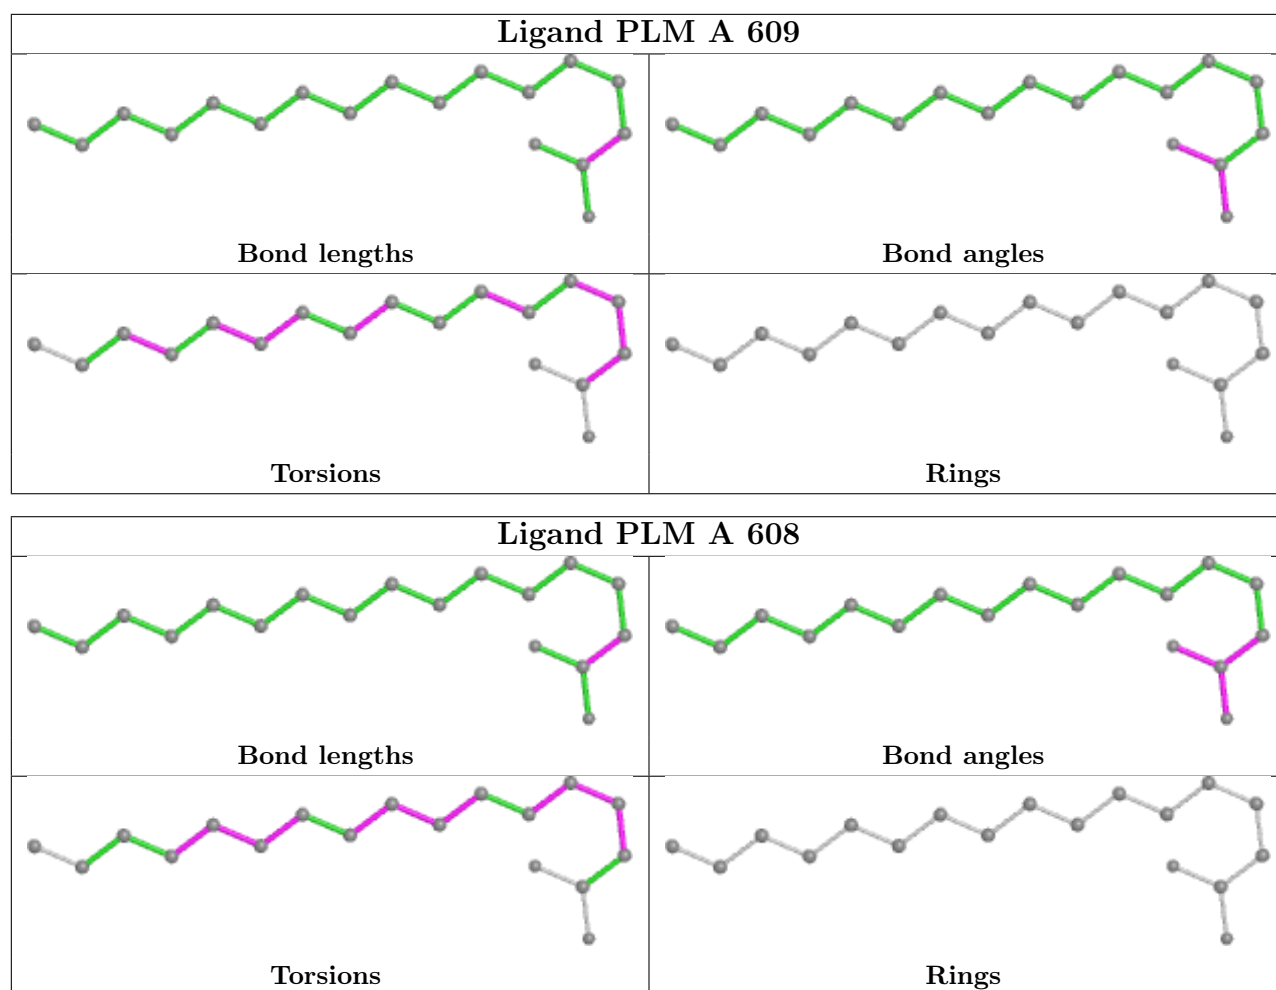 Ligand PLM A 609
Bond lengths
Bond angles
Torsions
Rings
Ligand PLM A 608
Bond lengths
Bond angles
Torsions
Rings